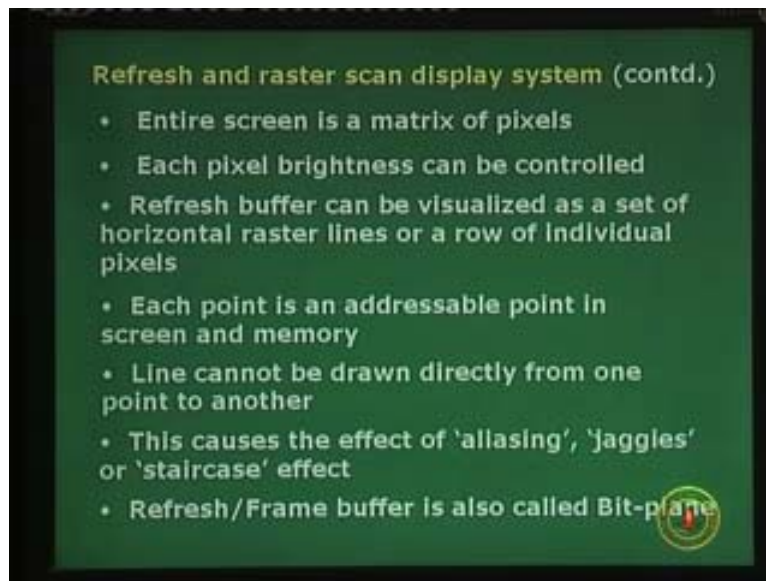 Refresh and raster scan display system (contd.)
• Entire screen is a matrix of pixels
• Each pixel brightness can be controlled
• Refresh buffer can be visualized as a set of
horizontal raster lines or a row of individual
pixels
• Each point is an addressable point in
screen and memory
• Line cannot be drawn directly from one
point to another
• This causes the effect of ‘aliasing’, ‘jaggies’
or ‘staircase’ effect
• Refresh/Frame buffer is also called Bit-plane